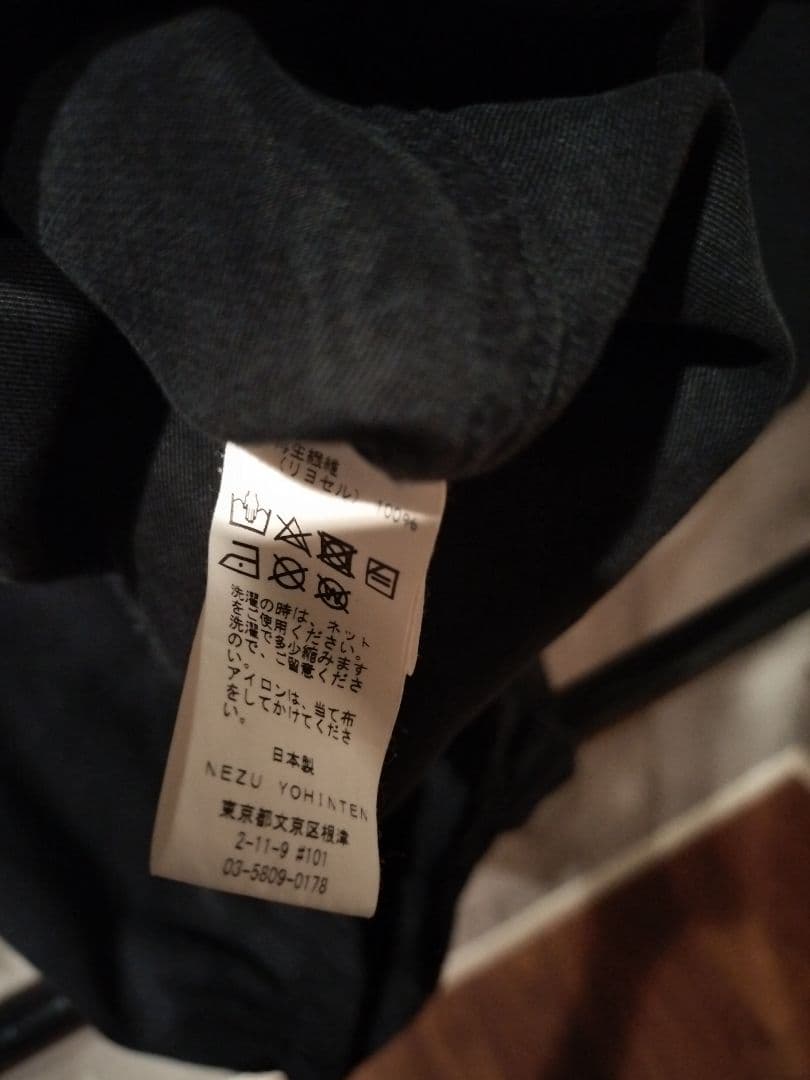 再生繊維
(リヨセル) 100%
洗濯の時は、ネット
をご使用ください。
洗濯で多少縮みます
ので、ご留意くださ
い。
アイロンは、当て布
をしてかけてくださ
い。
日本製
NEZU YOHINTEN
東京都文京区根津
2-11-9 #101
03-5809-0178